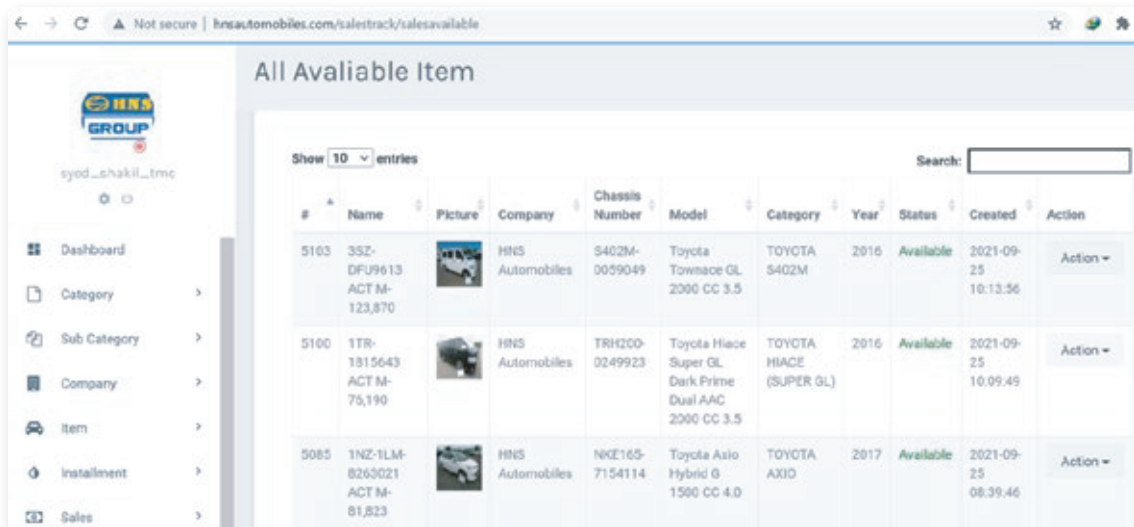 Not secure | hnsautomobiles.com/salestrack/salesavailable
All Avaliable Item
HNS
GROUP
syed_shakil_tmc
Dashboard
Category
Sub Category
Company
Item
Installment
Sales
Show 10 entries
Search:
# Name Picture Company Chassis Number Model Category Year Status Created Action
5103 3SZ-DFU9613 ACT M-123,870 HNS Automobiles S402M-0059049 Toyota Townace GL 2000 CC 3.5 TOYOTA S402M 2016 Available 2021-09-25 10:13:56 Action
5100 1TR-1815643 ACT M-75,190 HNS Automobiles TRH200-0249923 Toyota Hiace Super GL Dark Prime Dual AAC 2000 CC 3.5 TOYOTA HIACE (SUPER GL) 2016 Available 2021-09-25 10:09:49 Action
5085 1NZ-1LM-8263021 ACT M-81,823 HNS Automobiles NKE165-7154114 Toyota Axio Hybrid G 1500 CC 4.0 TOYOTA AXIO 2017 Available 2021-09-25 08:39:46 Action